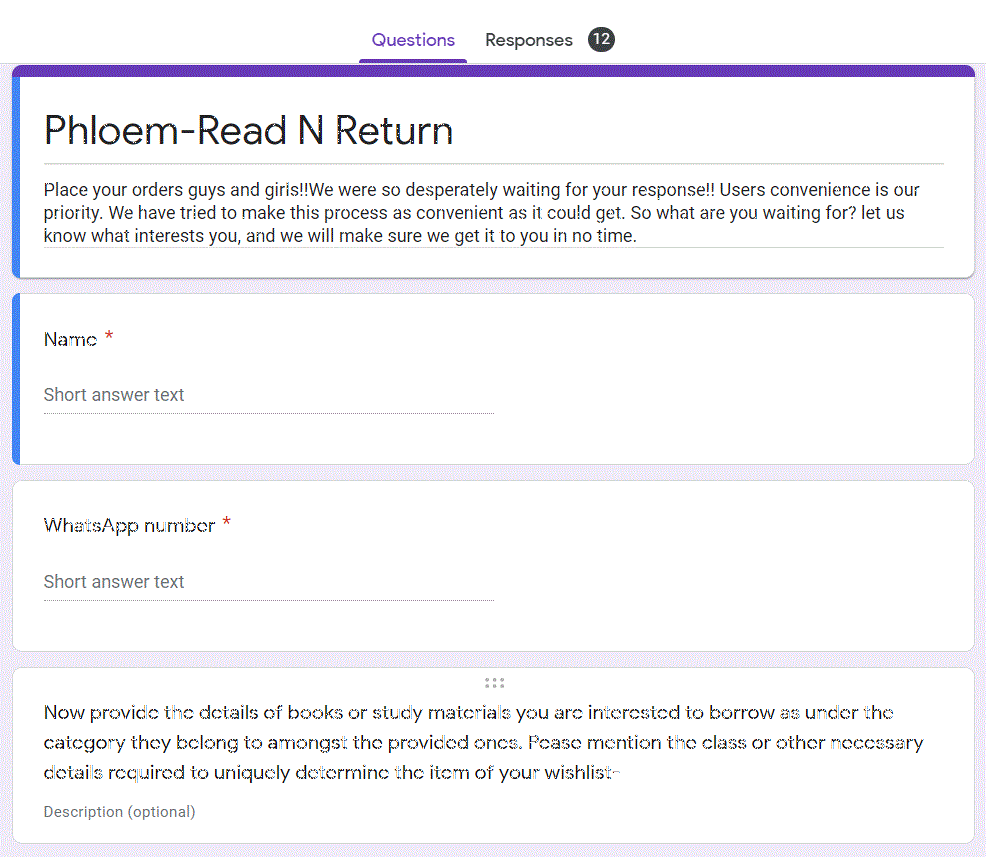 Questions Responses 12
Phloem-Read N Return
Place your orders guys and girls!!We were so desperately waiting for your response!! Users convenience is our
priority. We have tried to make this process as convenient as it could get. So what are you waiting for? let us
know what interests you, and we will make sure we get it to you in no time.
Name *
Short answer text
WhatsApp number *
Short answer text
Now provide the details of books or study materials you are interested to borrow as under the
category they belong to amongst the provided ones. Pease mention the class or other necessary
details required to uniquely determine the item of your wishlist-
Description (optional)